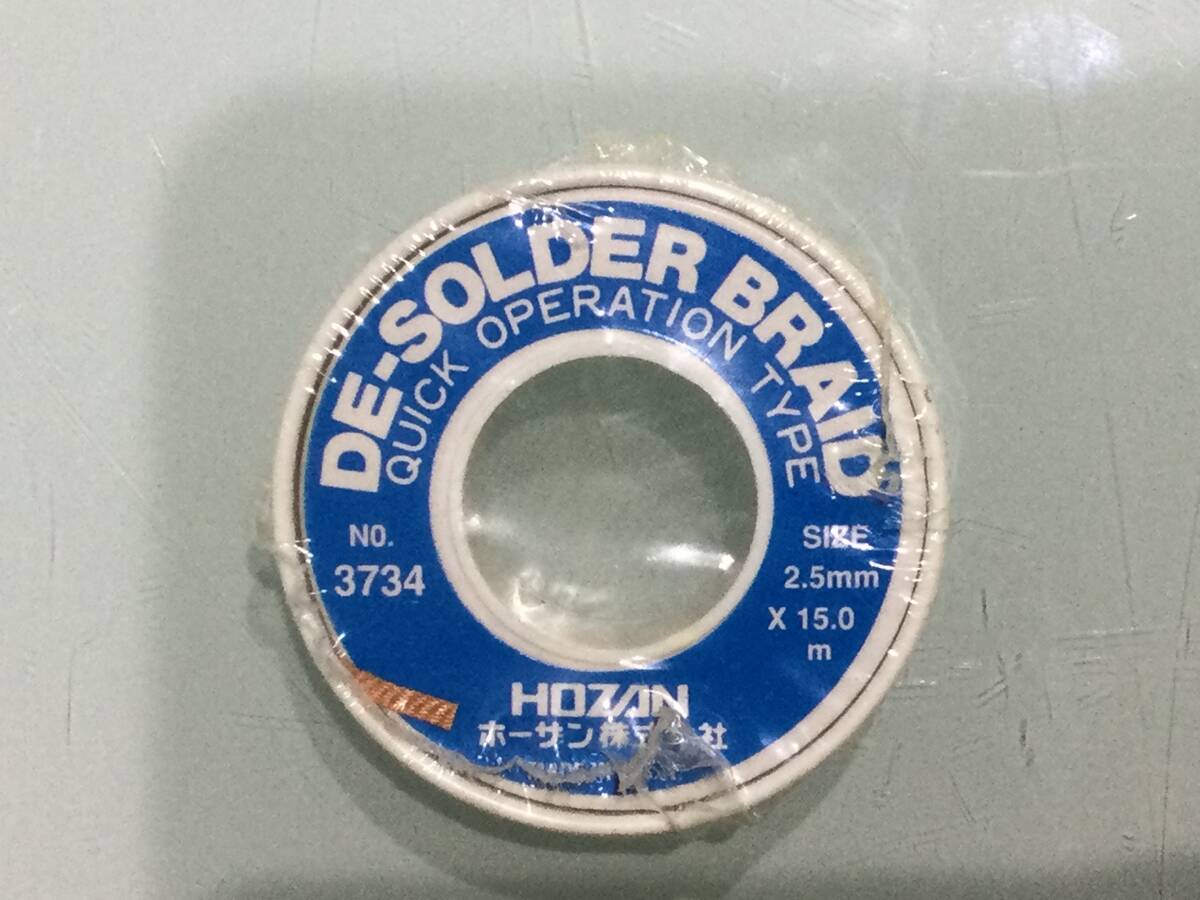 DE-SOLDER BRAID
QUICK OPERATION TYPE
NO.
3734
SIZE
2.5mm
X 15.0
m
HOZAN
ホーザン株式会社